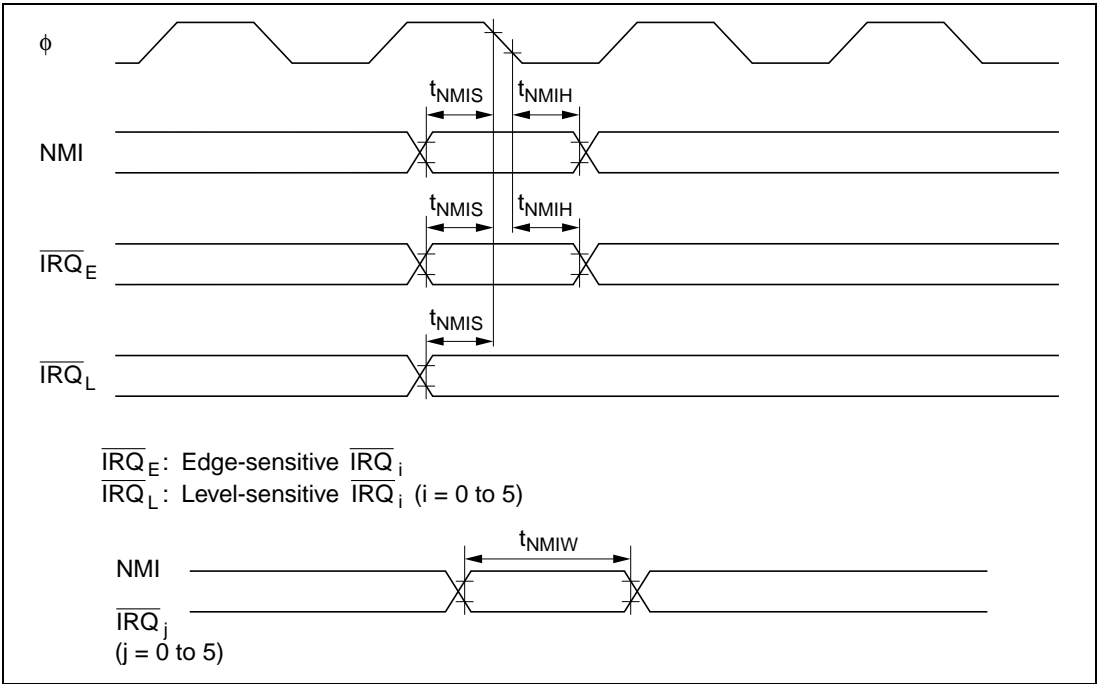 ϕ
tNMIS tNMIH
NMI
tNMIS tNMIH
IRQE
tNMIS
IRQL
IRQE: Edge-sensitive IRQi
IRQL: Level-sensitive IRQi (i = 0 to 5)
tNMIW
NMI
IRQj
(j = 0 to 5)